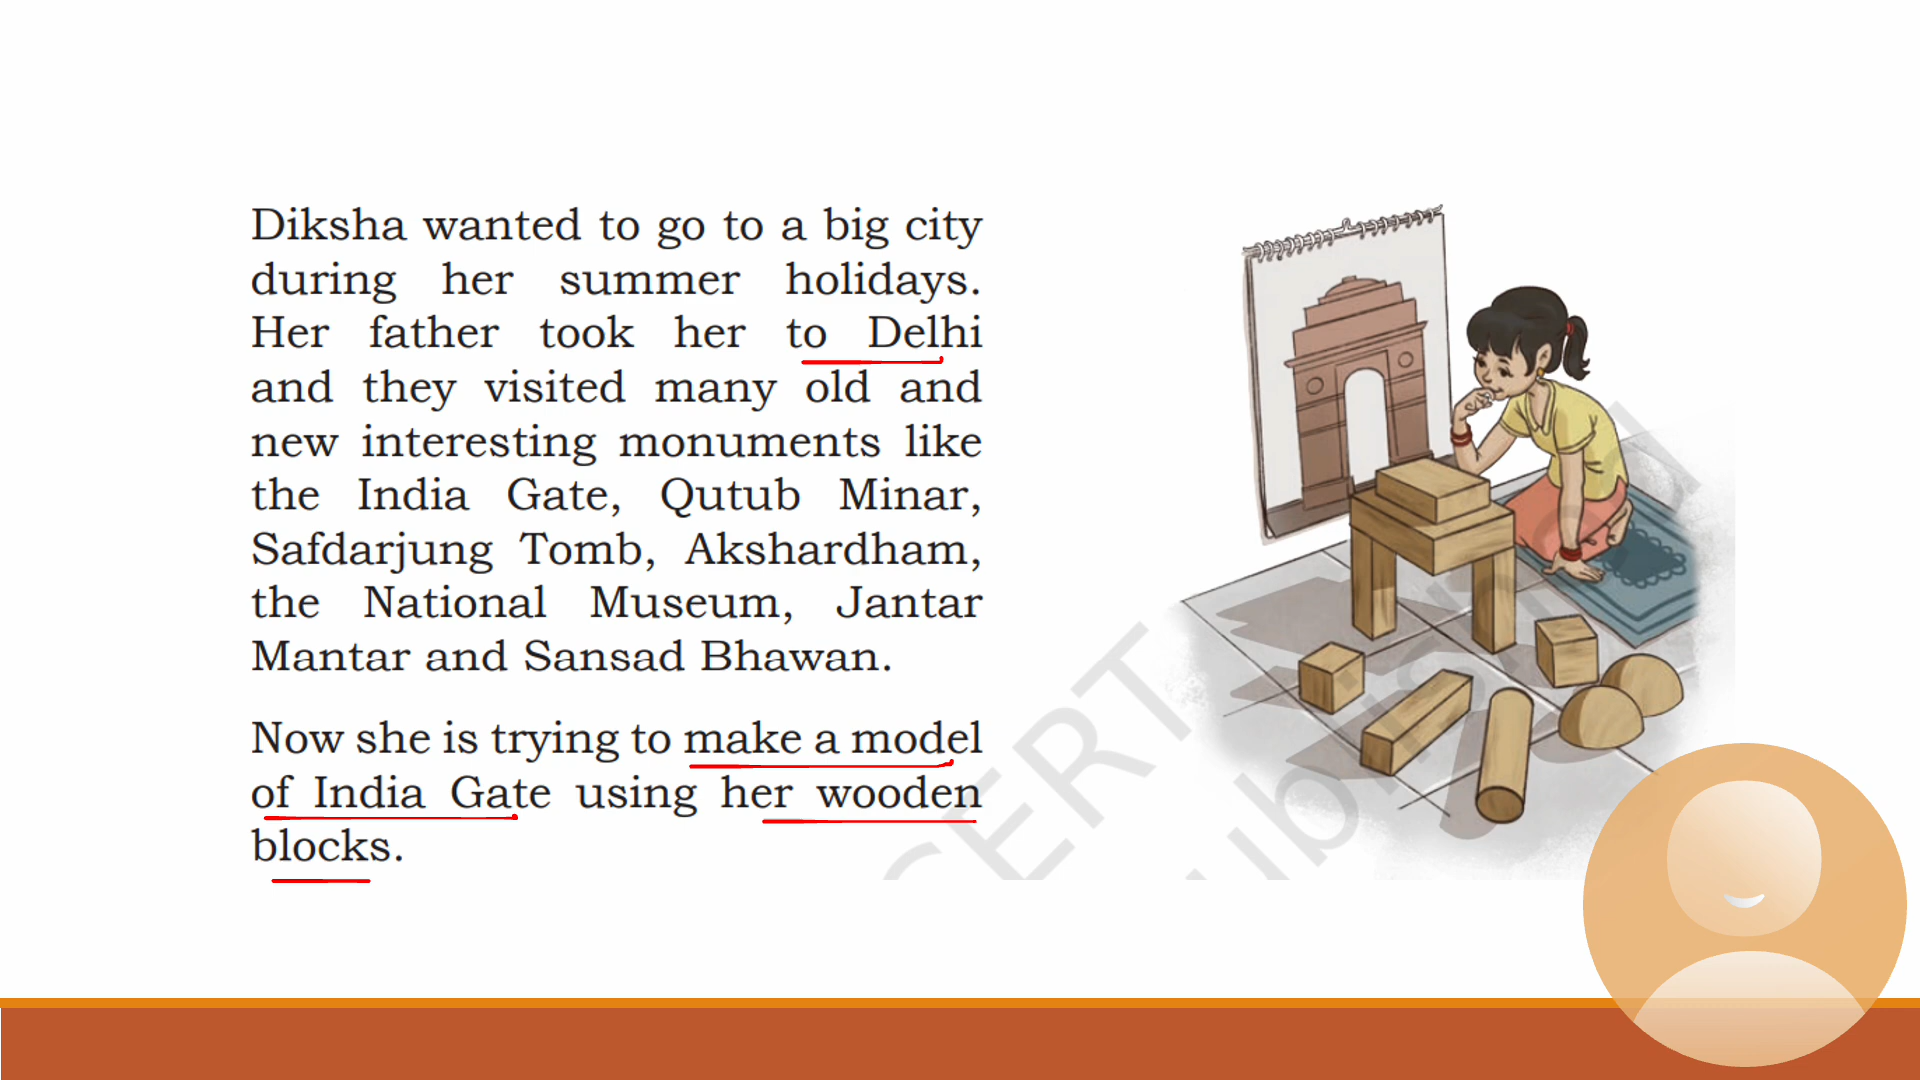 Diksha wanted to go to a big city
during her summer holidays.
Her father took her to Delhi
and they visited many old and
new interesting monuments like
the India Gate, Qutub Minar,
Safdarjung Tomb, Akshardham,
the National Museum, Jantar
Mantar and Sansad Bhawan.
Now she is trying to make a model
of India Gate using her wooden
blocks.